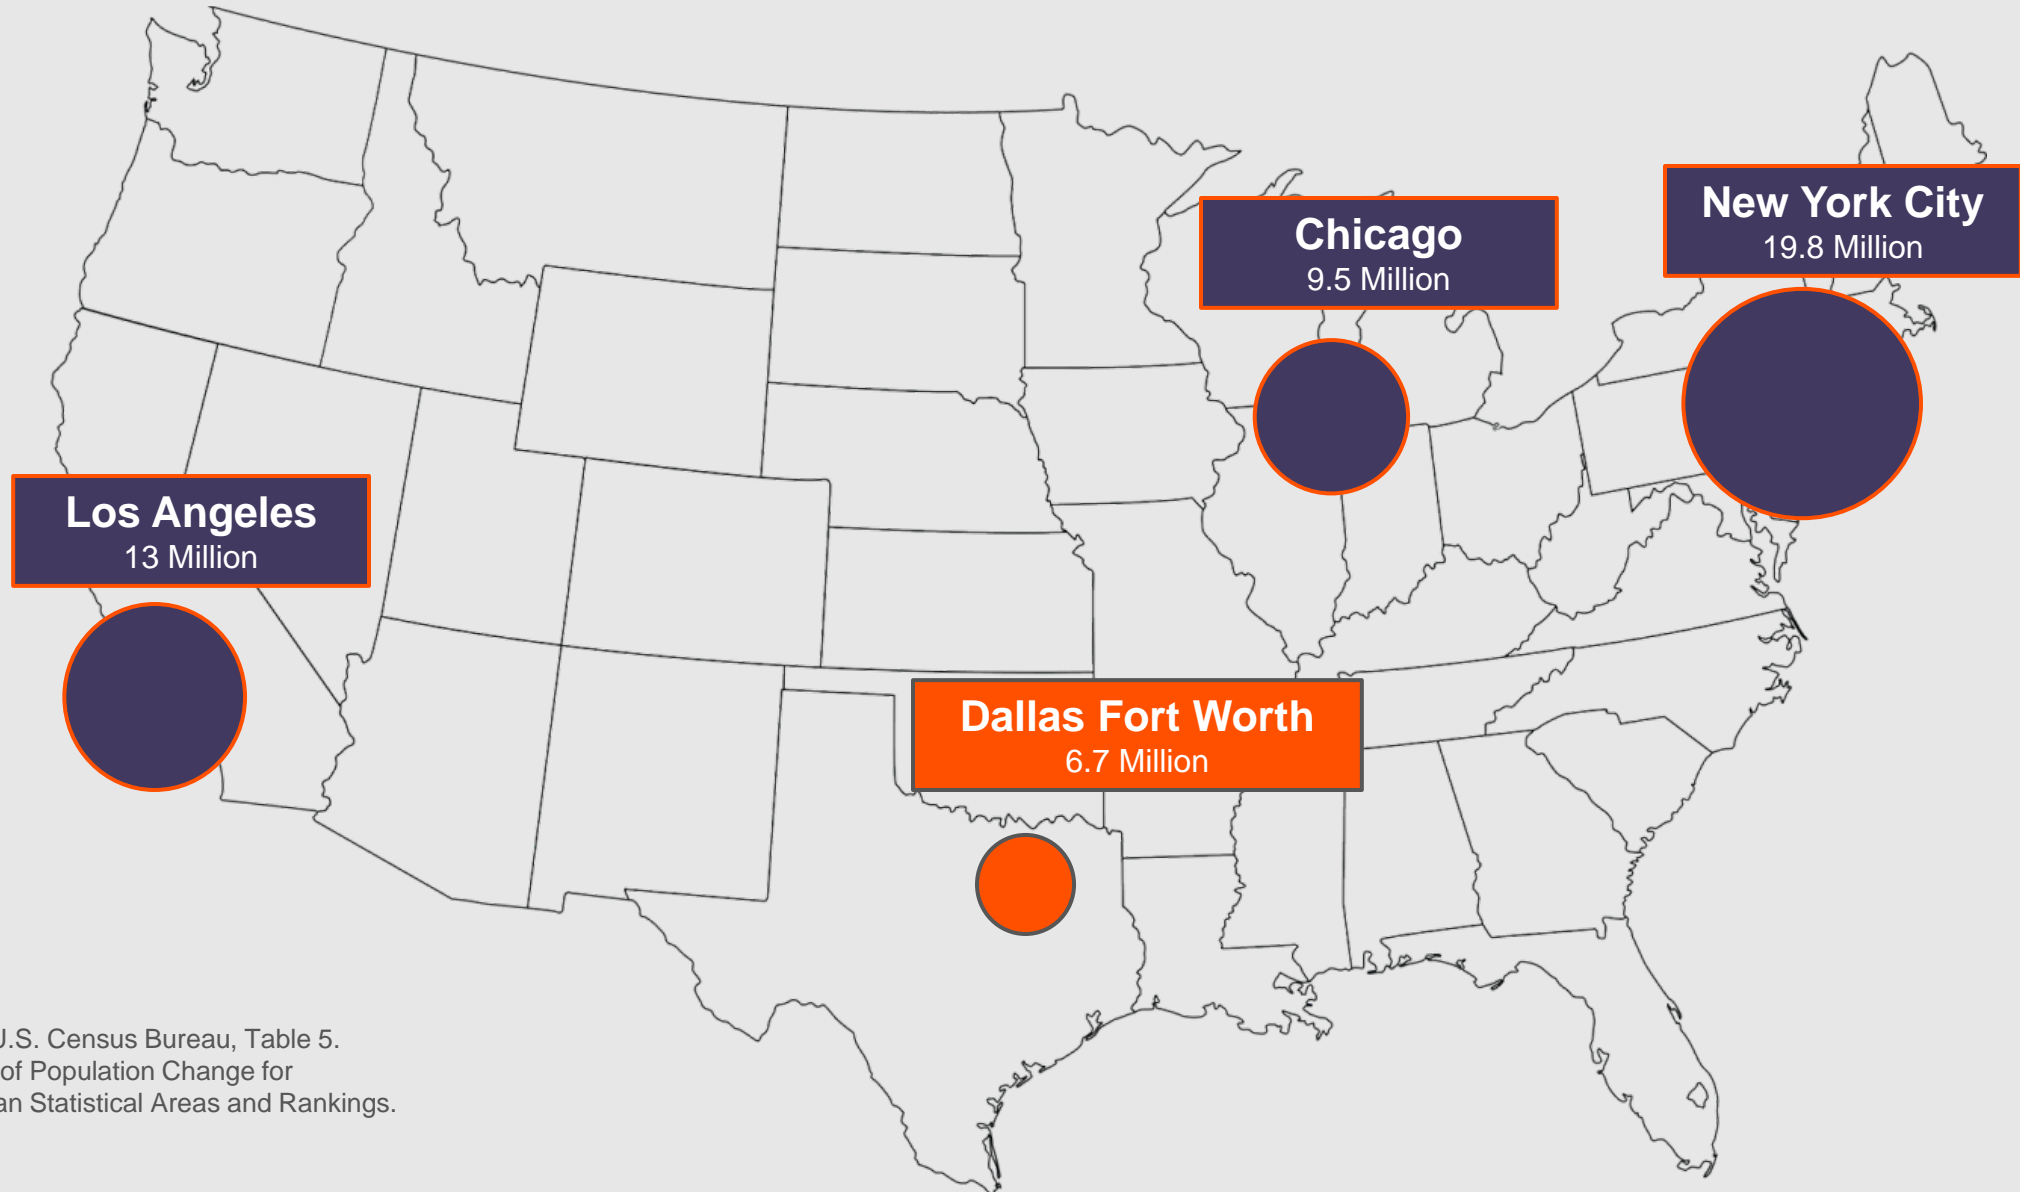 New York City
19.8 Million
Chicago
9.5 Million
Los Angeles
13 Million
Dallas Fort Worth
6.7 Million
U.S. Census Bureau, Table 5.
of Population Change for
Statistical Areas and Rankings.